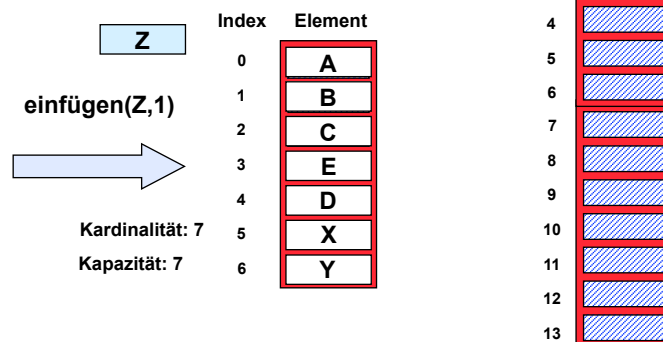 Index Element
Z
0 A
1 B
einfügen(Z,1)
2 C
3 E
4 D
Kardinalität: 7
5 X
Kapazität: 7
6 Y
4
5
6
7
8
9
10
11
12
13